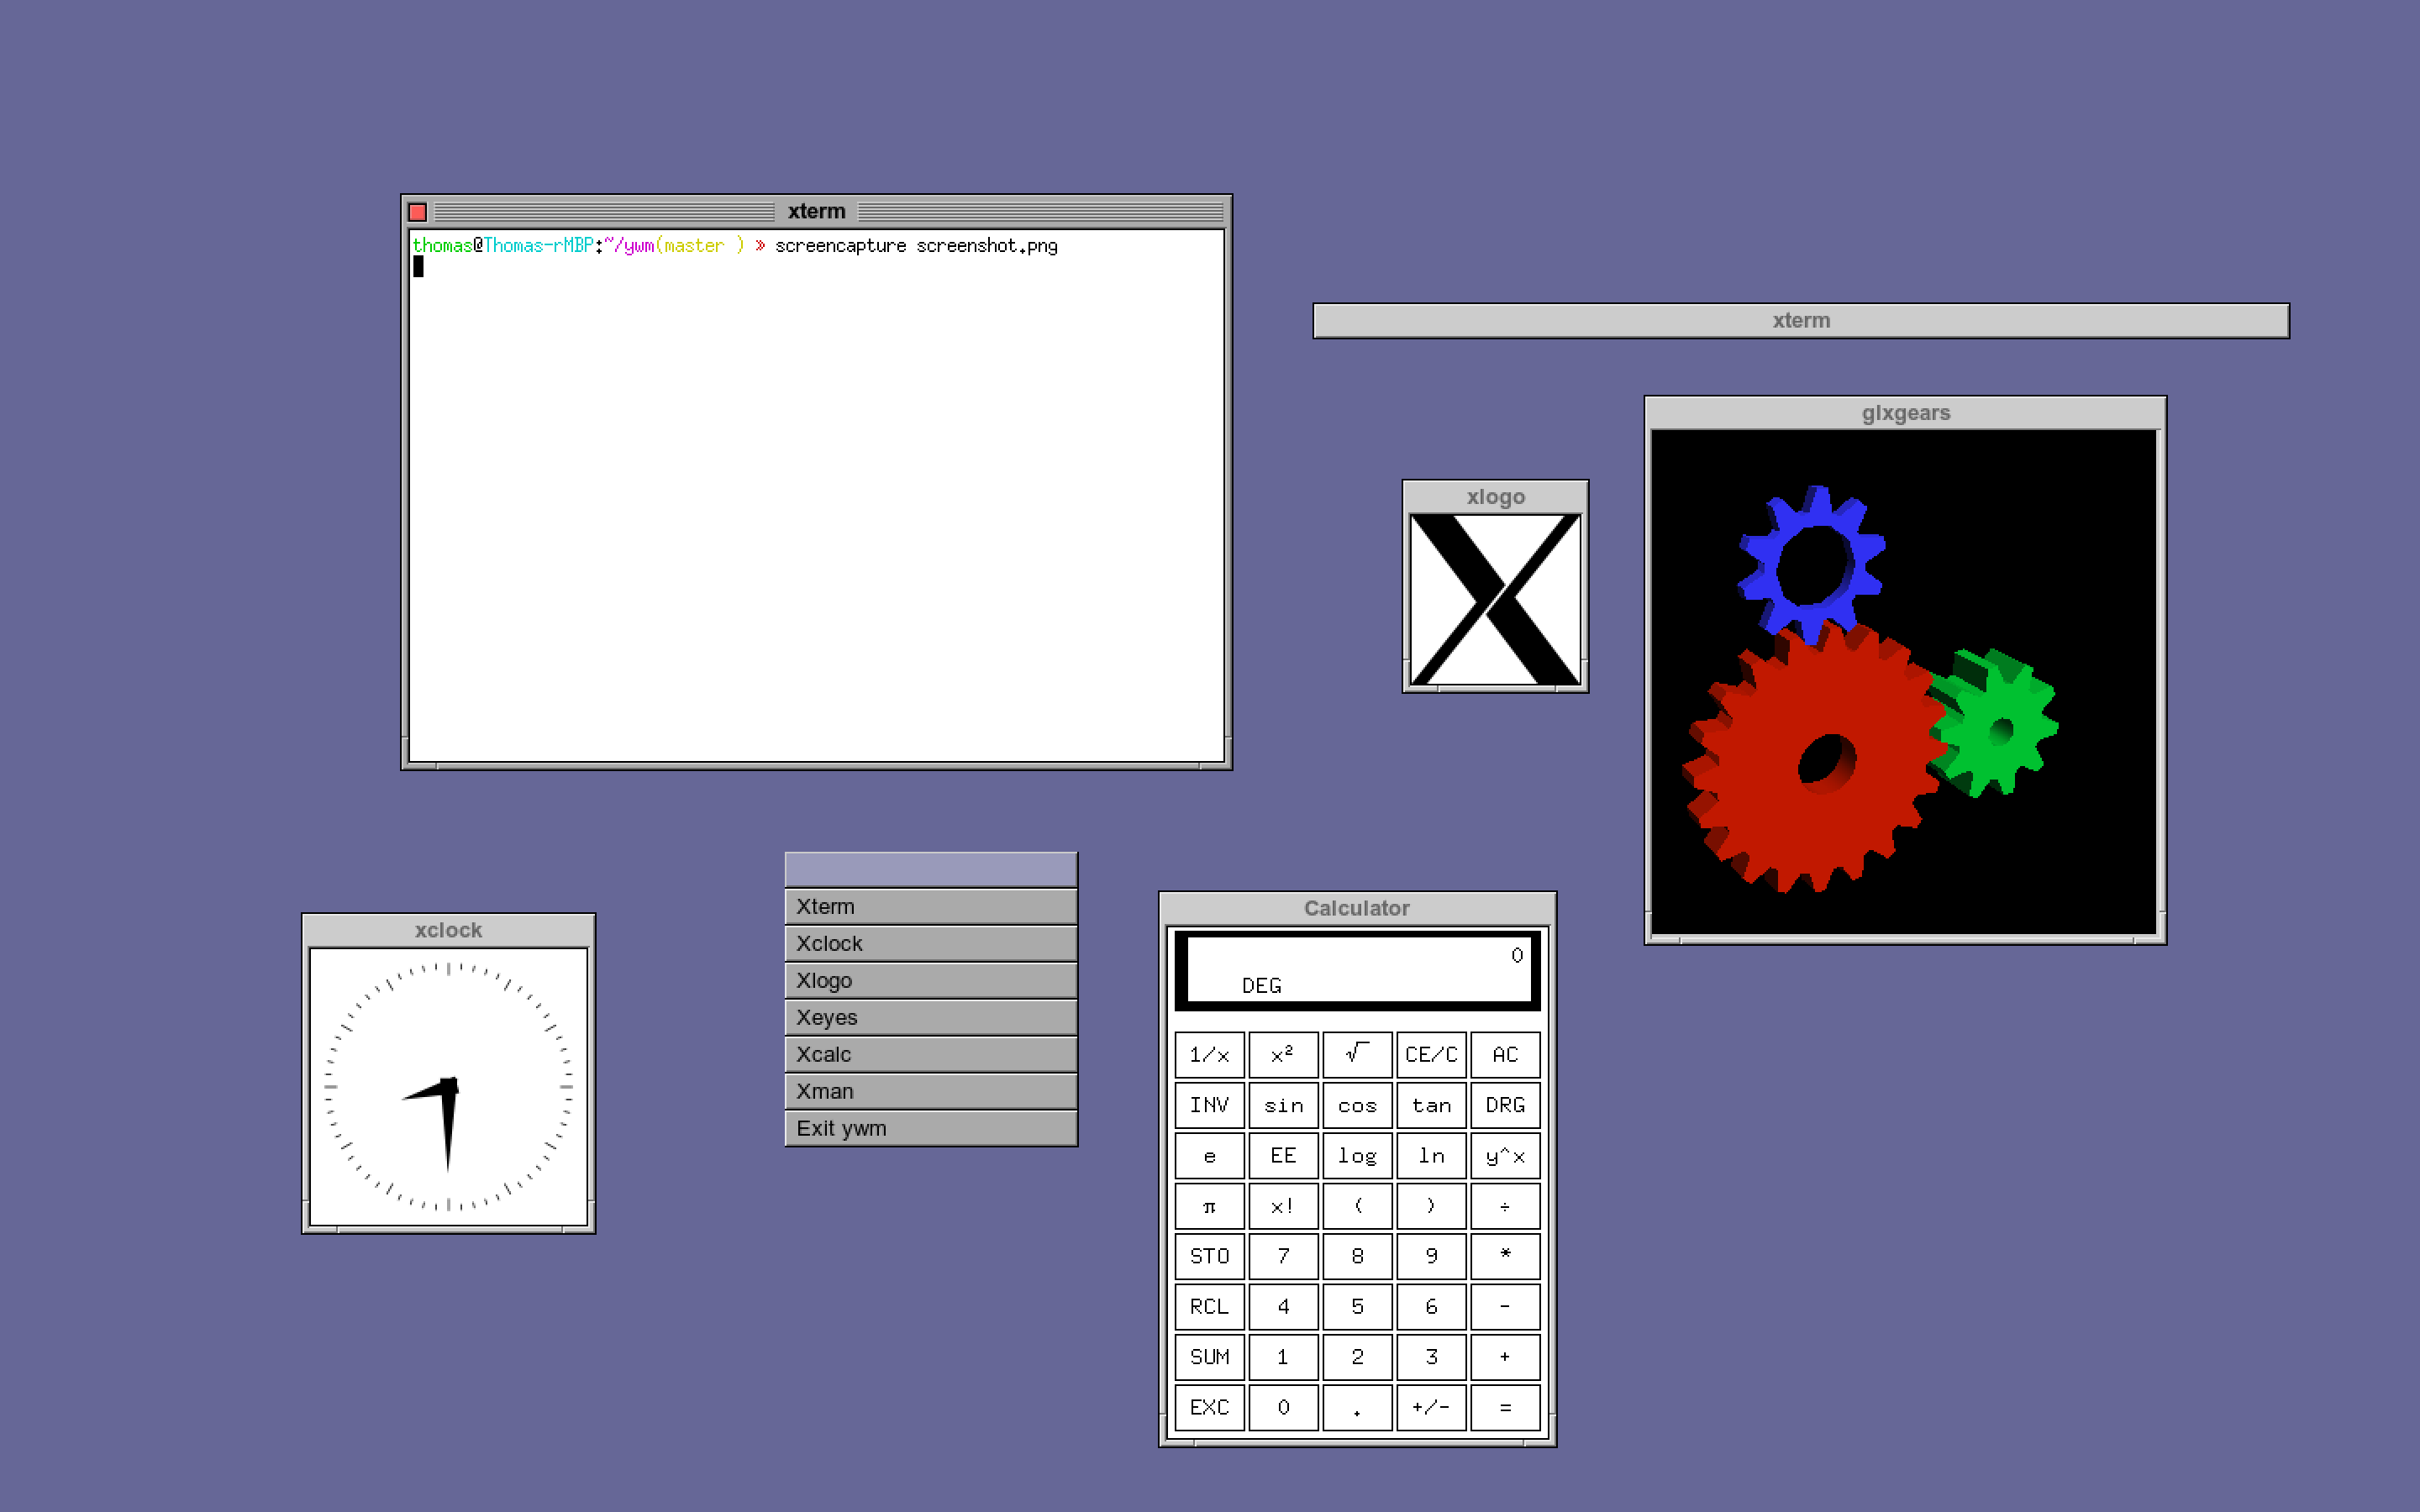 xterm
thomas@Thomas-rMBP:~/ywm(master ) » screencapture screenshot.png
xterm
glxgears
xlogo
xclock
Xterm
Xclock
Xlogo
Xeyes
Xcalc
Xman
Exit ywm
Calculator
0
DEG
1/x x² √ CE/C AC
INV sin cos tan DRG
e EE log ln y^x
π x! ( ) ÷
STO 7 8 9 *
RCL 4 5 6 -
SUM 1 2 3 +
EXC 0 . +/- =